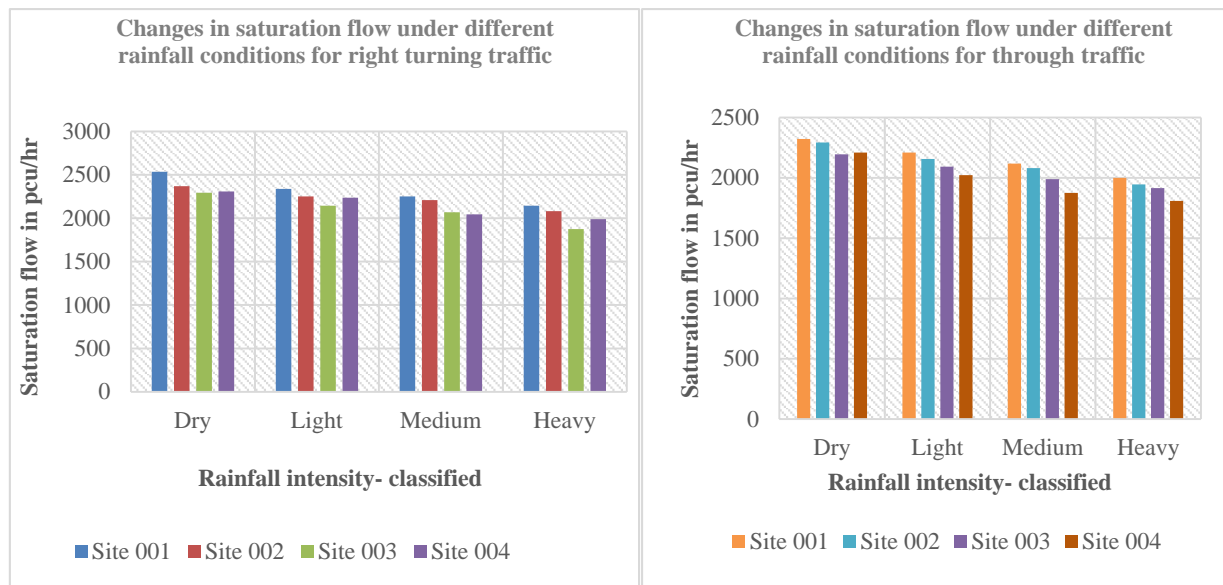 Changes in saturation flow under different
rainfall conditions for right turning traffic
Saturation flow in pcu/hr
3000
2500
2000
1500
1000
500
0
Dry Light Medium Heavy
Rainfall intensity- classified
Site 001 Site 002 Site 003 Site 004
Changes in saturation flow under different
rainfall conditions for through traffic
Saturation flow in pcu/hr
2500
2000
1500
1000
500
0
Dry Light Medium Heavy
Rainfall intensity- classified
Site 001 Site 002 Site 003 Site 004